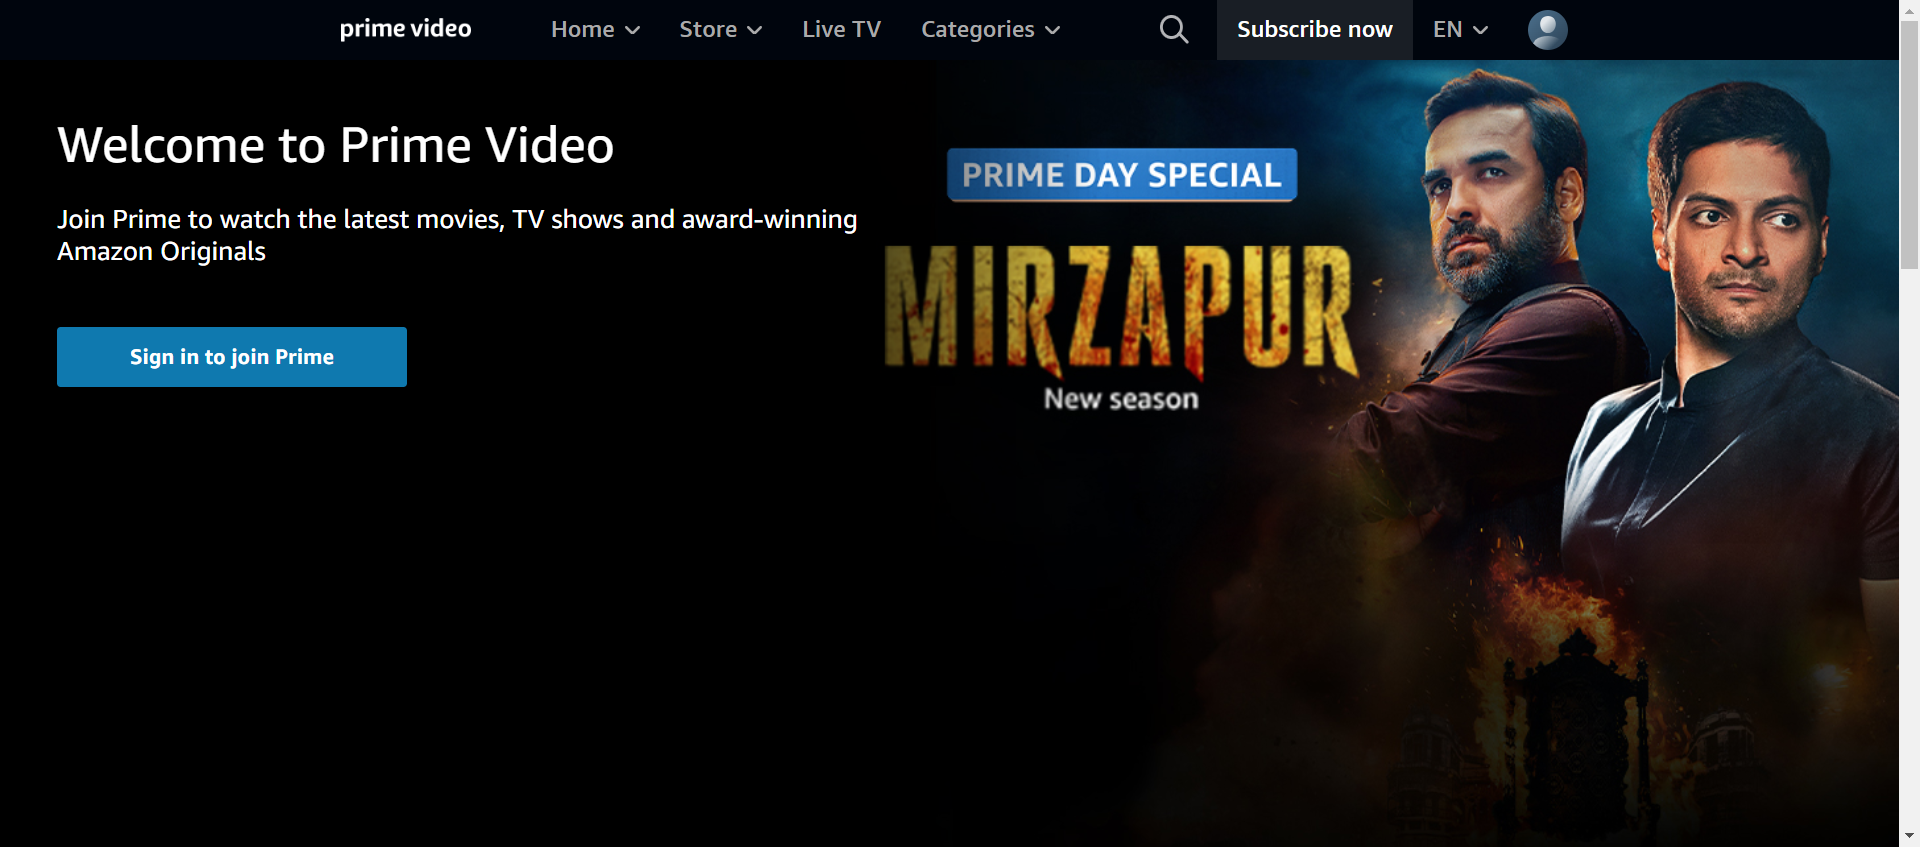 prime video
Home
Store
Live TV
Categories
Subscribe now
EN
Welcome to Prime Video
Join Prime to watch the latest movies, TV shows and award-winning
Amazon Originals
Sign in to join Prime
PRIME DAY SPECIAL
MIRZAPUR
New season